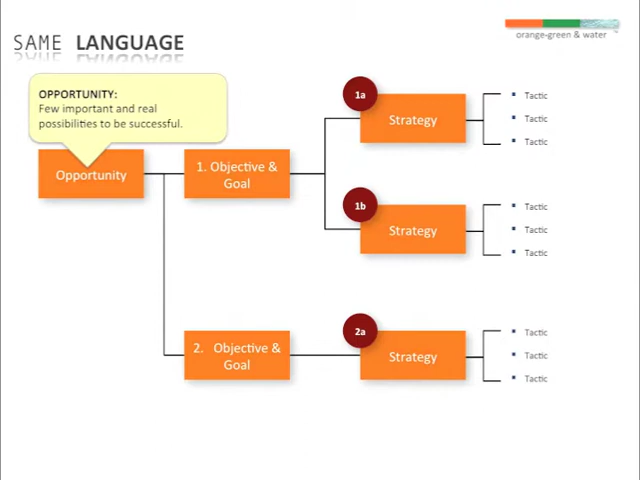 SAME LANGUAGE
orange-green & water
OPPORTUNITY:
Few important and real
possibilities to be successful.
Opportunity
1. Objective &
Goal
1a
Strategy
Tactic
Tactic
Tactic
1b
Strategy
Tactic
Tactic
Tactic
2. Objective &
Goal
2a
Strategy
Tactic
Tactic
Tactic